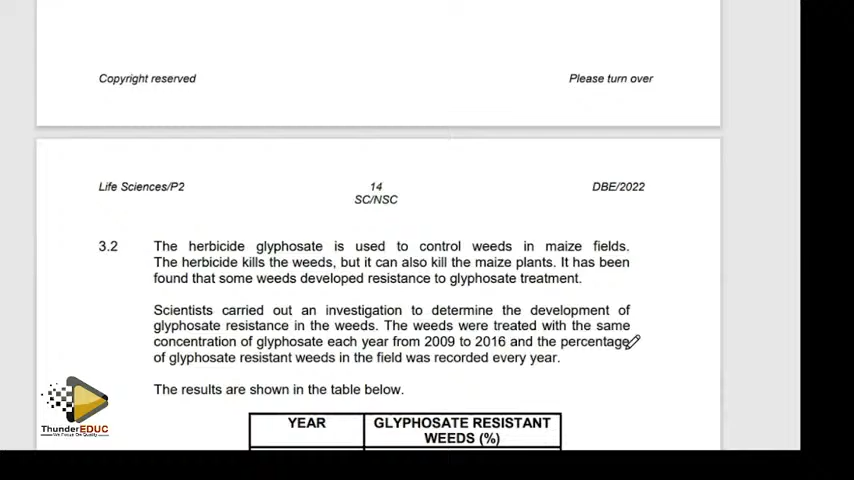 Copyright reserved Please turn over
Life Sciences/P2 14 DBE/2022
SC/NSC
3.2 The herbicide glyphosate is used to control weeds in maize fields.
The herbicide kills the weeds, but it can also kill the maize plants. It has been
found that some weeds developed resistance to glyphosate treatment.
Scientists carried out an investigation to determine the development of
glyphosate resistance in the weeds. The weeds were treated with the same
concentration of glyphosate each year from 2009 to 2016 and the percentage
of glyphosate resistant weeds in the field was recorded every year.
The results are shown in the table below.
YEAR GLYPHOSATE RESISTANT
WEEDS (%)
ThunderEDUC
We Focus On Quality